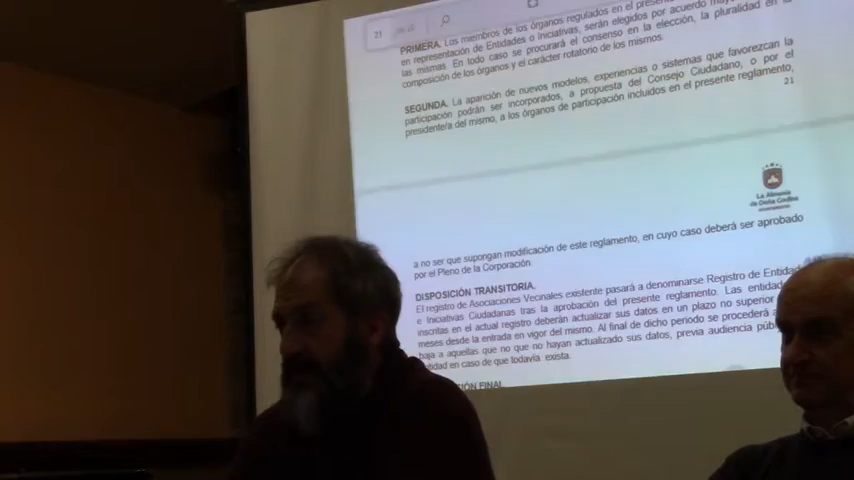 23
PRIMERA. Los miembros de los órganos regulados en el
en representación de Entidades o Iniciativas, serán elegidos por acuerdo
las mismas. En todo caso se procurará el consenso en la elección, la pluralidad en
composición de los órganos y el carácter rotatorio de los mismos.
SEGUNDA. La aparición de nuevos modelos, experiencias o sistemas que favorezcan la
participación podrán ser incorporados, a propuesta del Consejo Ciudadano, o por el
presidente/a del mismo, a los órganos de participación incluidos en el presente reglamento,
21
La Almunia
de Doña Godina
a no ser que supongan modificación de este reglamento, en cuyo caso deberá ser aprobado
por el Pleno de la Corporación
DISPOSICIÓN TRANSITORIA.
El registro de Asociaciones Vecinales existente pasará a denominarse Registro de
e Iniciativas Ciudadanas tras la aprobación del presente reglamento. Las
inscritas en el actual registro deberán actualizar sus datos en un plazo no superior
meses desde la entrada en vigor del mismo. Al final de dicho periodo se procederá
baja a aquellas que no que no hayan actualizado sus datos, previa audiencia
en caso de que todavía exista.
FINAL